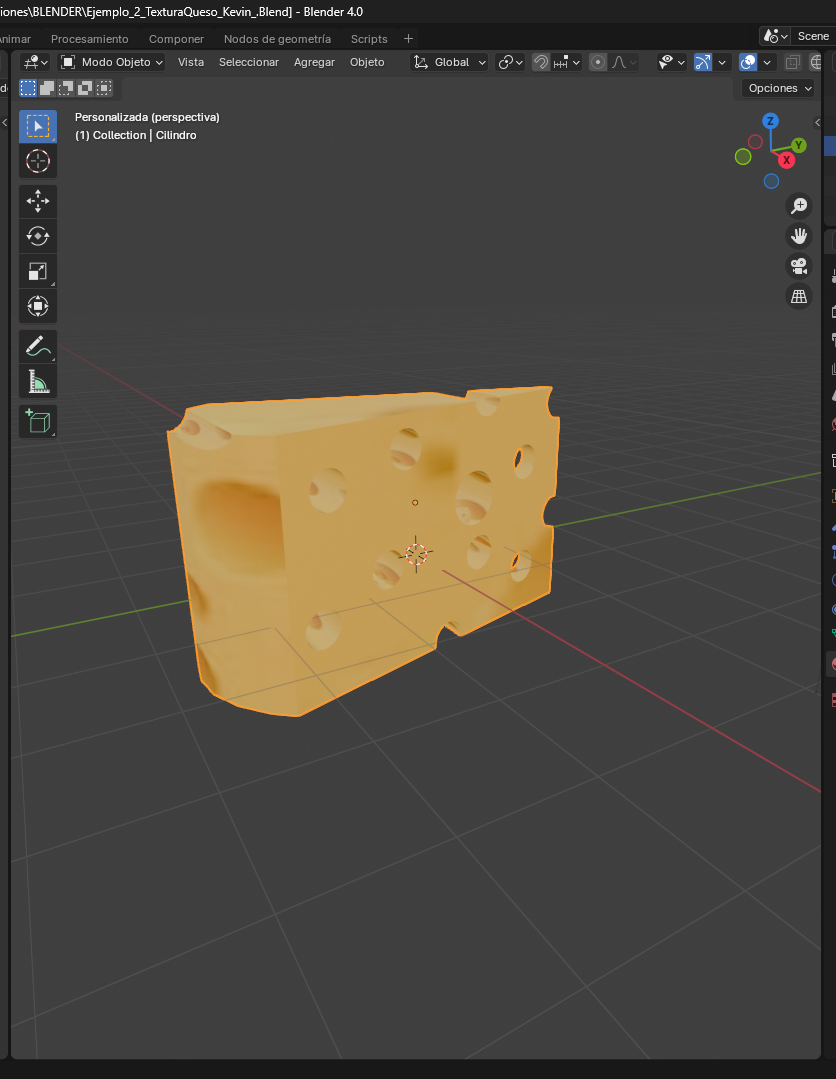 iones\BLENDER\Ejemplo_2_TexturaQueso_Kevin_.Blend] - Blender 4.0
Animar Procesamiento Componer Nodos de geometría Scripts + Scene
Modo Objeto Vista Seleccionar Agregar Objeto Global
Opciones
Personalizada (perspectiva)
(1) Collection | Cilindro
Z
Y
X